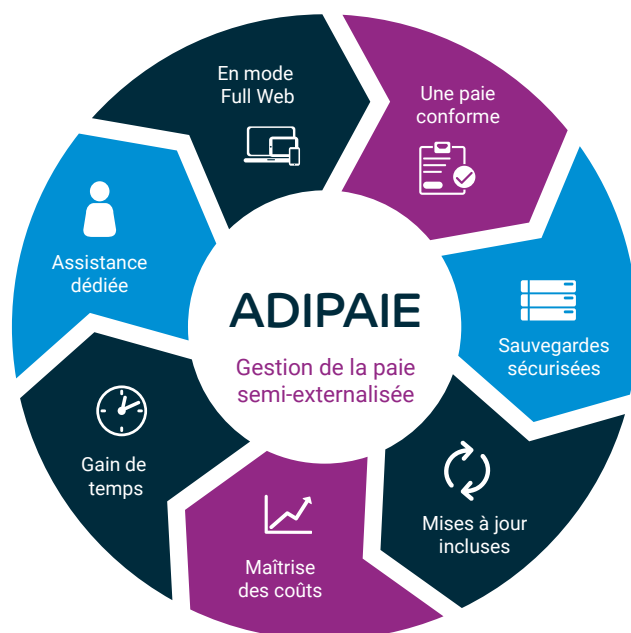 En mode
Full Web
Une paie
conforme
Sauvegardes
sécurisées
Mises à jour
incluses
Maîtrise
des coûts
Gain de
temps
Assistance
dédiée
ADIPAIE
Gestion de la paie
semi-externalisée